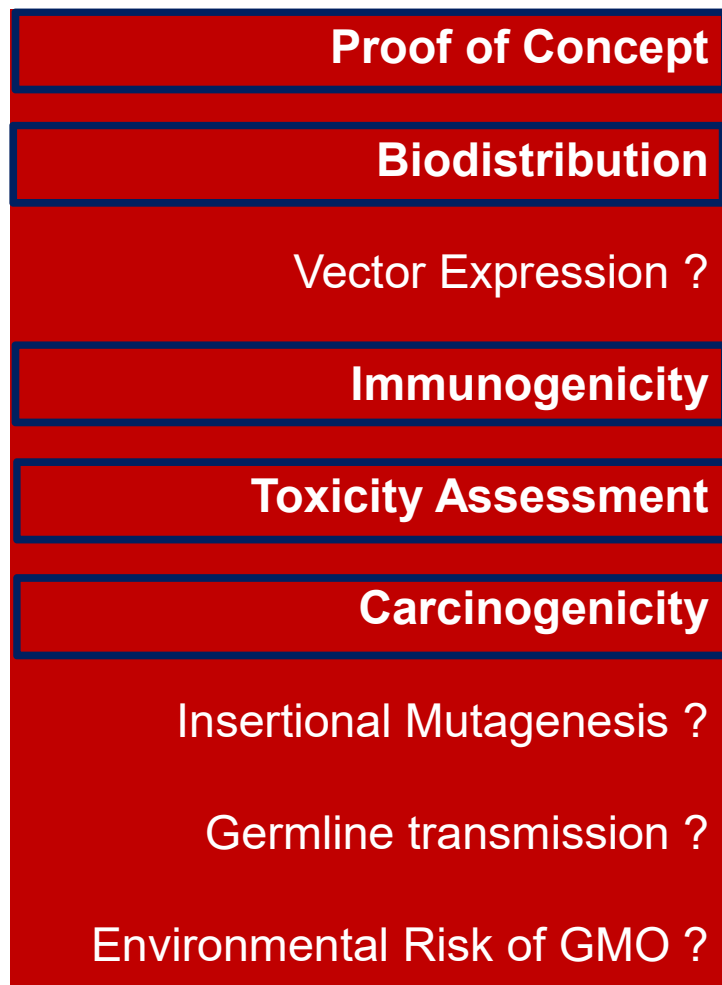 Proof of Concept
Biodistribution
Vector Expression ?
Immunogenicity
Toxicity Assessment
Carcinogenicity
Insertional Mutagenesis ?
Germline transmission ?
Environmental Risk of GMO ?